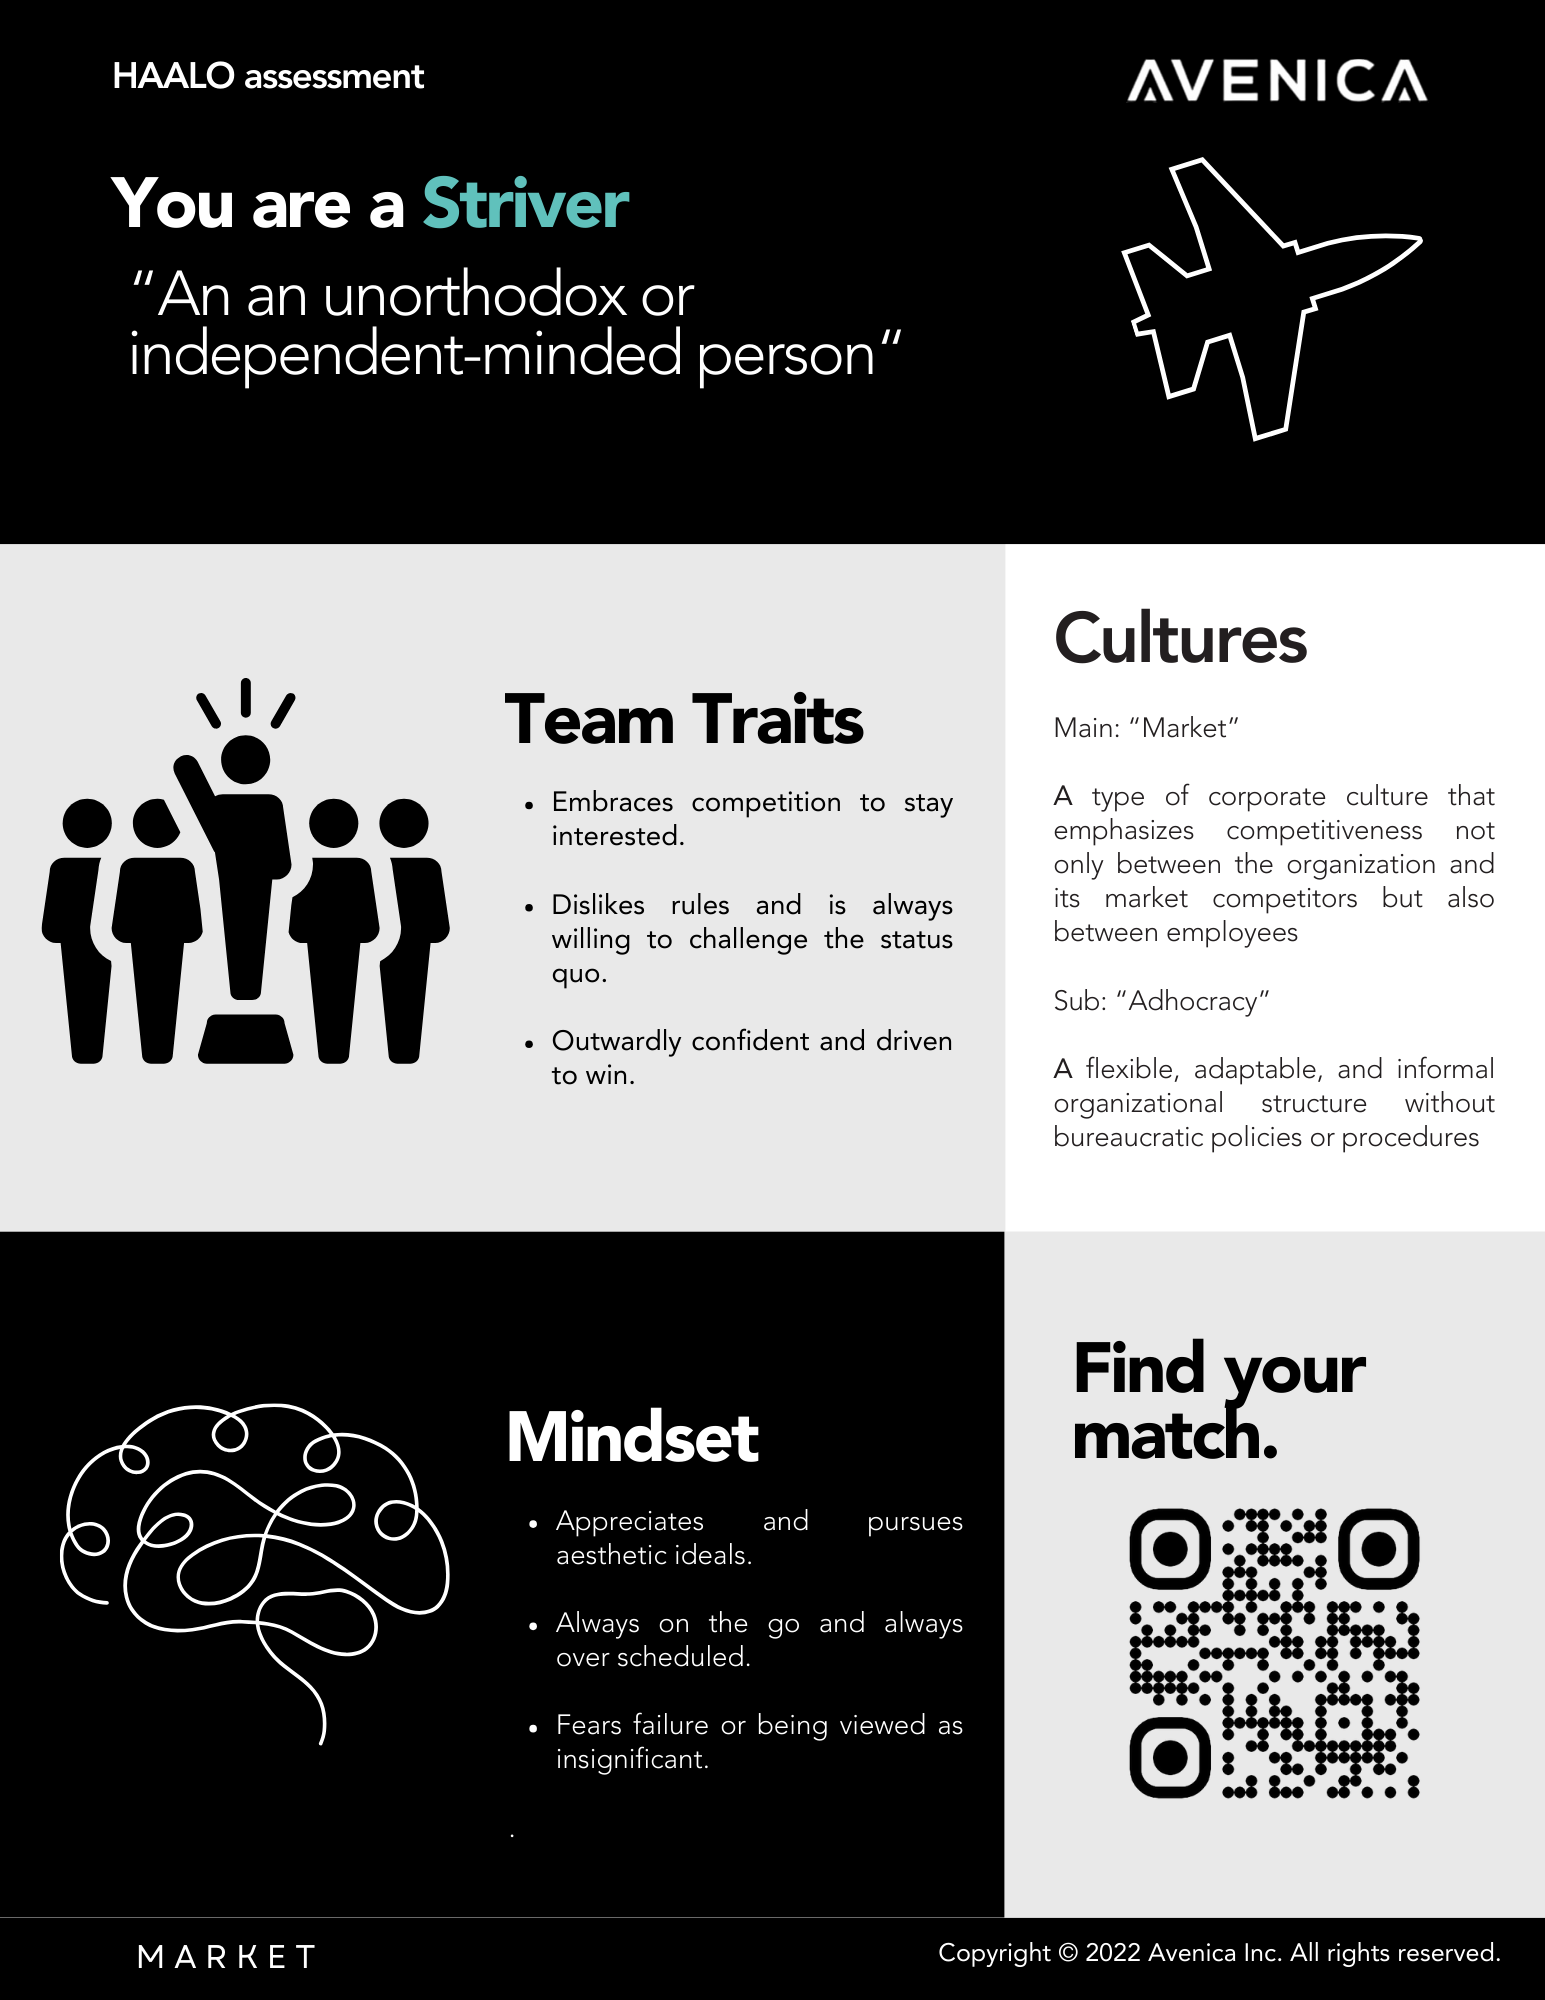 HAALO assessment
AVENICA
You are a Striver
“An an unorthodox or
independent-minded person“
Team Traits
• Embraces competition to stay
interested.
• Dislikes rules and is always
willing to challenge the status
quo.
• Outwardly confident and driven
to win.
Cultures
Main: “Market”
A type of corporate culture that
emphasizes competitiveness not
only between the organization and
its market competitors but also
between employees
Sub: “Adhocracy”
A flexible, adaptable, and informal
organizational structure without
bureaucratic policies or procedures
Mindset
• Appreciates and pursues
aesthetic ideals.
• Always on the go and always
over scheduled.
• Fears failure or being viewed as
insignificant.
.
Find your
match.
MARKET
Copyright © 2022 Avenica Inc. All rights reserved.